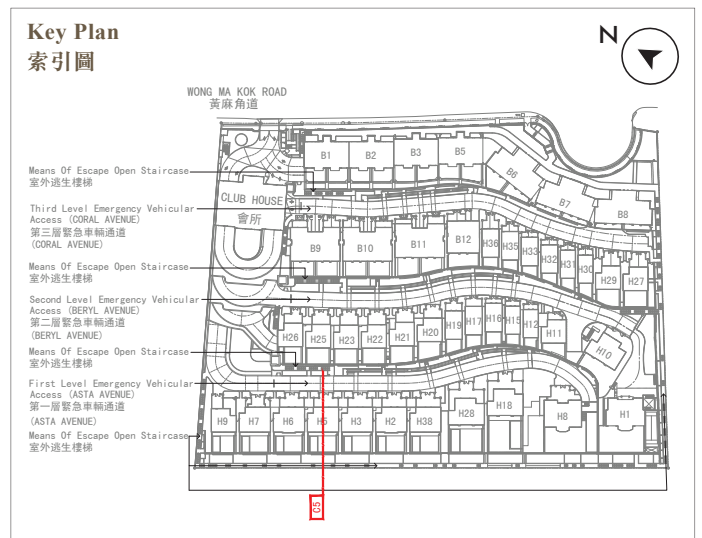 Key Plan
索引圖
N
WONG MA KOK ROAD
黃麻角道
B1
B2
B3
B5
B6
B7
B8
Means Of Escape Open Staircase
室外逃生樓梯
CLUB HOUSE
會所
Third Level Emergency Vehicular
Access (CORAL AVENUE)
第三層緊急車輛通道
(CORAL AVENUE)
B9
B10
B11
B12
H36
H35
H33
H32
H31
H30
H29
H27
Means Of Escape Open Staircase
室外逃生樓梯
Second Level Emergency Vehicular
Access (BERYL AVENUE)
第二層緊急車輛通道
(BERYL AVENUE)
H26
H25
H23
H22
H21
H20
H19
H17
H16
H15
H12
H11
H10
Means Of Escape Open Staircase
室外逃生樓梯
First Level Emergency Vehicular
Access (ASTA AVENUE)
第一層緊急車輛通道
(ASTA AVENUE)
H9
H7
H6
H5
H3
H2
H38
H28
H18
H8
H1
Means Of Escape Open Staircase
室外逃生樓梯
C5